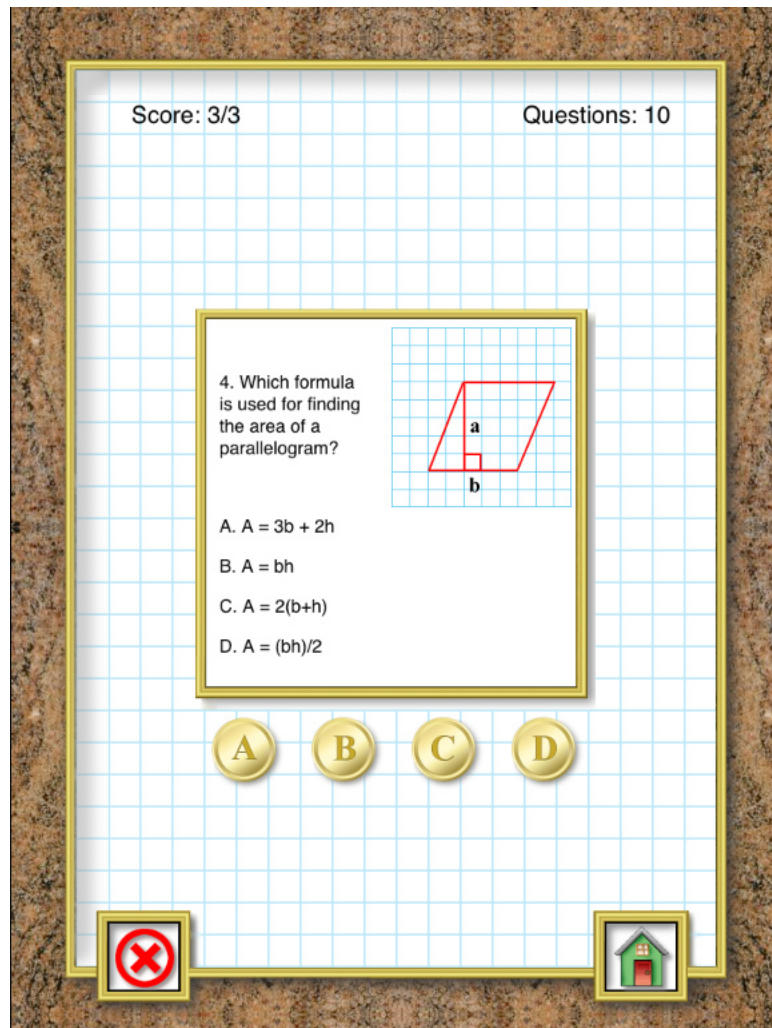 Score: 3/3
Questions: 10
4. Which formula
is used for finding
the area of a
parallelogram?
a
b
A. A = 3b + 2h
B. A = bh
C. A = 2(b+h)
D. A = (bh)/2
A
B
C
D